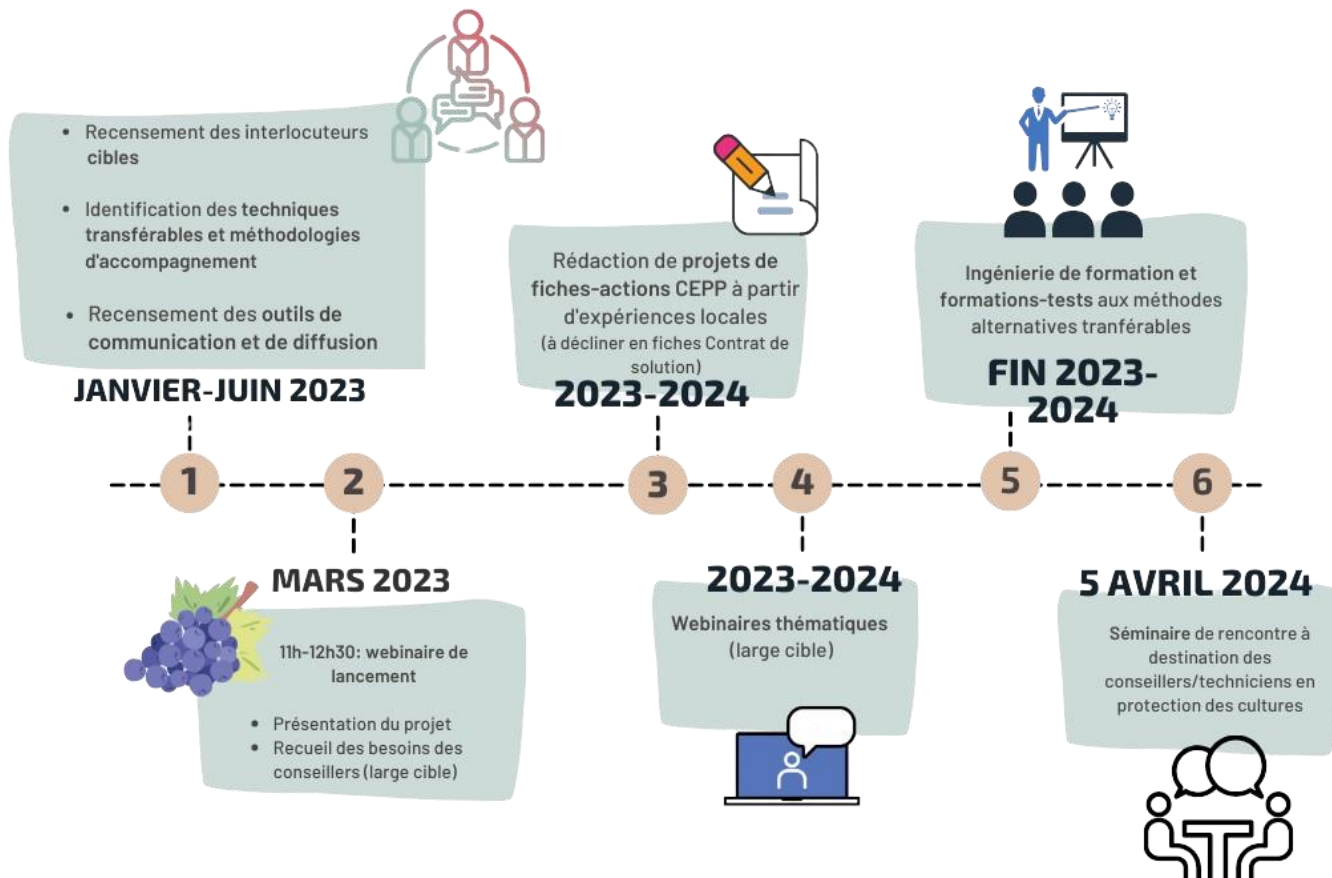 • Recensement des interlocuteurs
cibles
• Identification des techniques
transférables et méthodologies
d'accompagnement
• Recensement des outils de
communication et de diffusion
JANVIER-JUIN 2023
1
2
MARS 2023
11h-12h30: webinaire de
lancement
• Présentation du projet
• Recueil des besoins des
conseillers (large cible)
Rédaction de projets de
fiches-actions CEPP à partir
d'expériences locales
(à décliner en fiches Contrat de
solution)
2023-2024
3
4
2023-2024
Webinaires thématiques
(large cible)
Ingénierie de formation et
formations-tests aux méthodes
alternatives tranférables
FIN 2023-
2024
5
6
5 AVRIL 2024
Séminaire de rencontre à
destination des
conseillers/techniciens en
protection des cultures